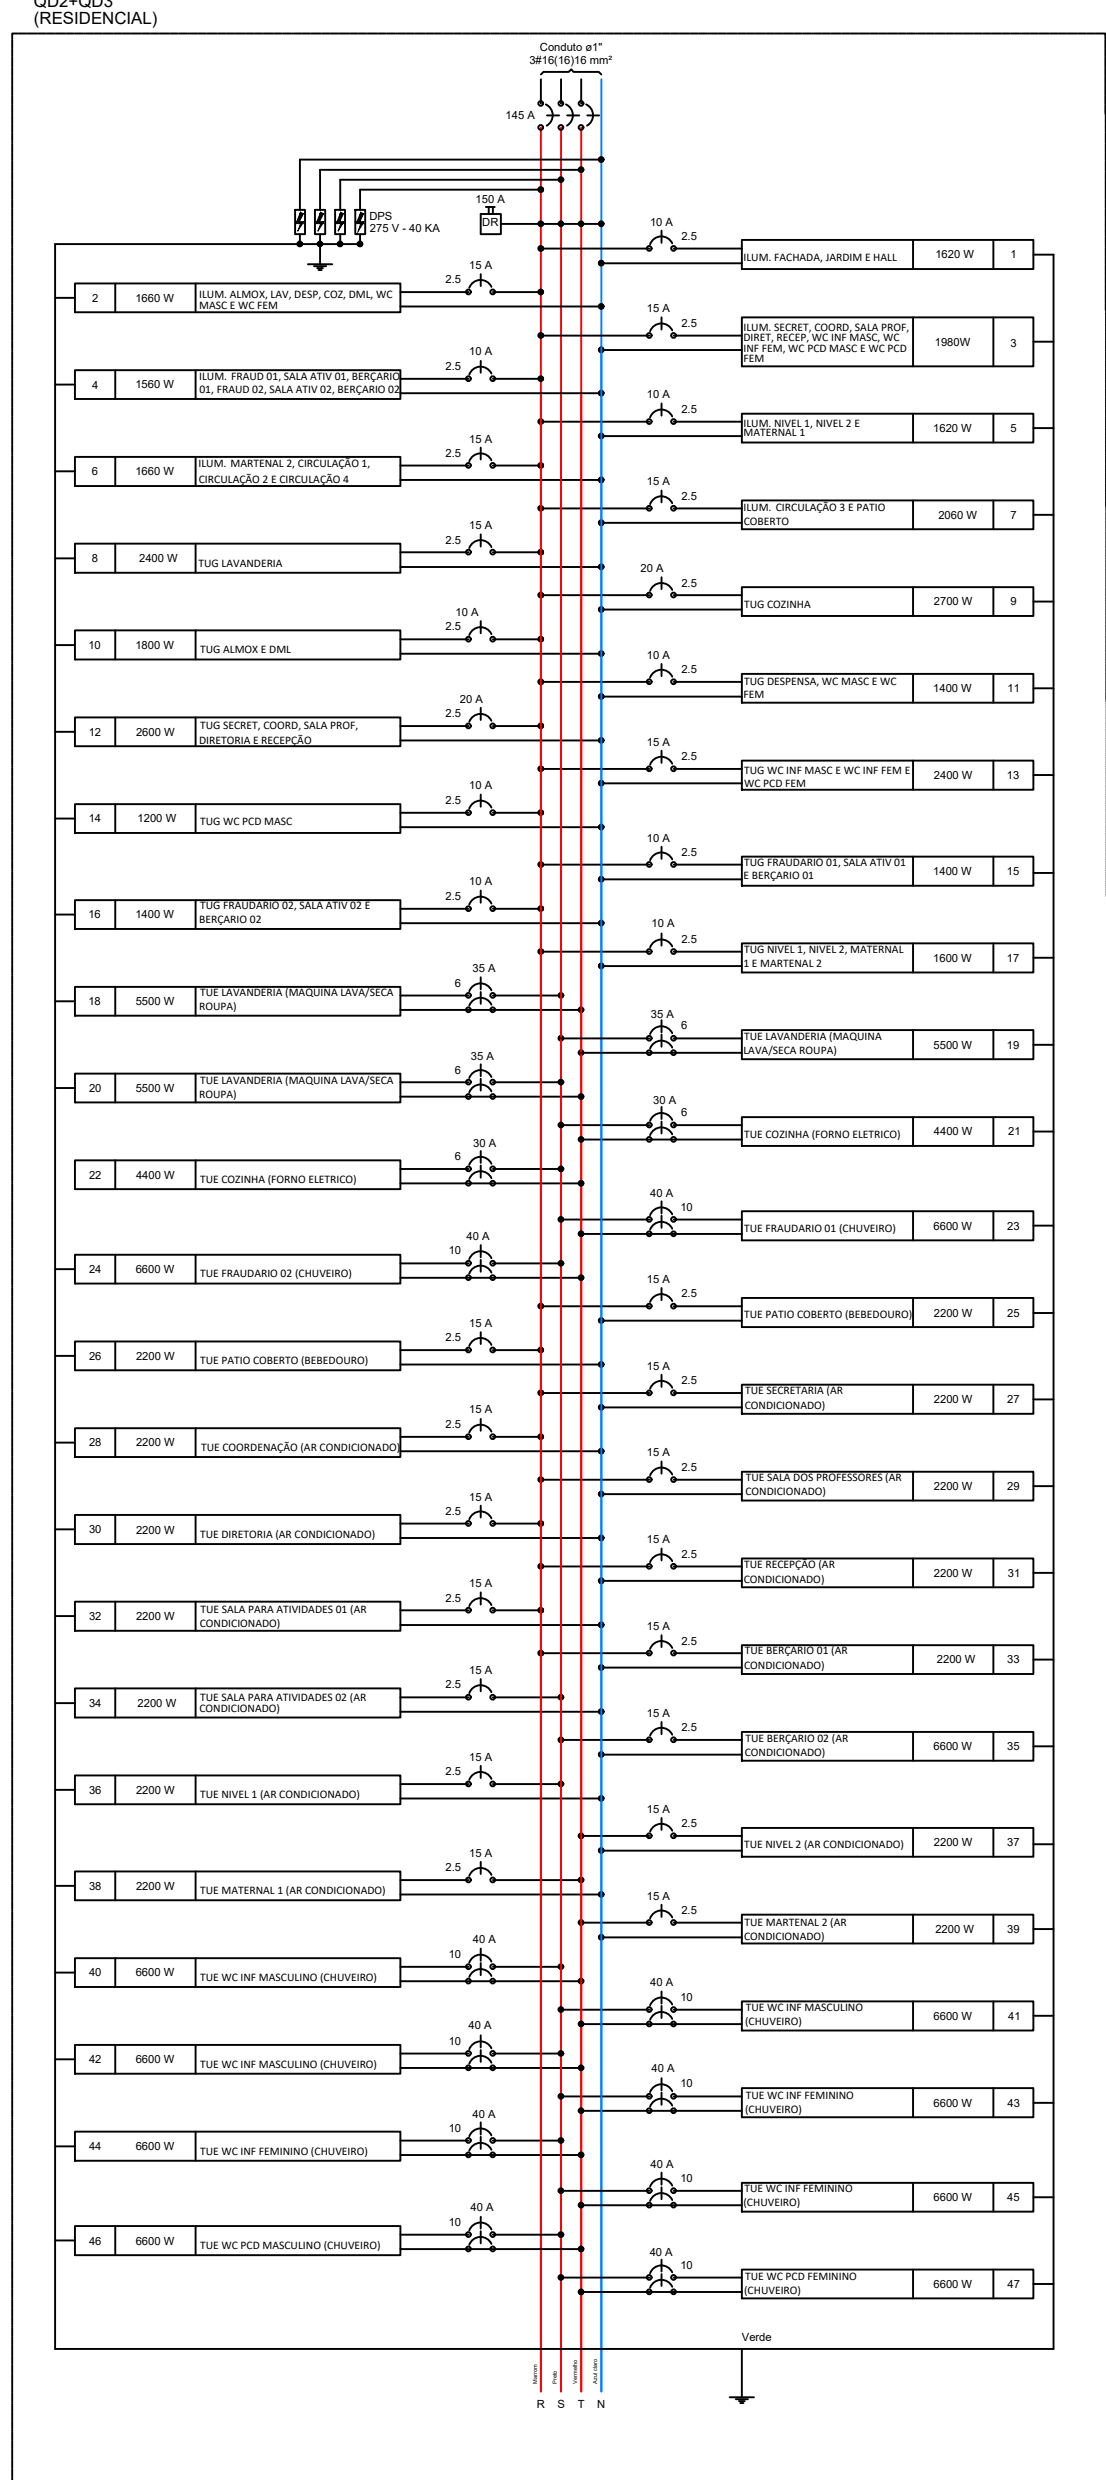 QD2+QD3
(RESIDENCIAL)
Conduto ø1"
3#16(16)16 mm²
145 A
DPS
275 V - 40 KA
150 A
DR
10 A
2.5
ILUM. FACHADA, JARDIM E HALL
1620 W
1
2
1660 W
ILUM. ALMOX, LAV, DESP, COZ, DML, WC
MASC E WC FEM
2.5
15 A
15 A
2.5
ILUM. SECRET, COORD, SALA PROF,
DIRET, RECEP, WC INF MASC, WC
INF FEM, WC PCD MASC E WC PCD
FEM
1980W
3
4
1560 W
ILUM. FRAUD 01, SALA ATIV 01, BERÇARIO
01, FRAUD 02, SALA ATIV 02, BERÇARIO 02
2.5
10 A
10 A
2.5
ILUM. NIVEL 1, NIVEL 2 E
MATERNAL 1
1620 W
5
6
1660 W
ILUM. MARTENAL 2, CIRCULAÇÃO 1,
CIRCULAÇÃO 2 E CIRCULAÇÃO 4
2.5
15 A
15 A
2.5
ILUM. CIRCULAÇÃO 3 E PATIO
COBERTO
2060 W
7
8
2400 W
TUG LAVANDERIA
2.5
15 A
20 A
2.5
TUG COZINHA
2700 W
9
10
1800 W
TUG ALMOX E DML
2.5
10 A
10 A
2.5
TUG DESPENSA, WC MASC E WC
FEM
1400 W
11
12
2600 W
TUG SECRET, COORD, SALA PROF,
DIRETORIA E RECEPÇÃO
2.5
20 A
15 A
2.5
TUG WC INF MASC E WC INF FEM E
WC PCD FEM
2400 W
13
14
1200 W
TUG WC PCD MASC
2.5
10 A
10 A
2.5
TUG FRAUDARIO 01, SALA ATIV 01
E BERÇARIO 01
1400 W
15
16
1400 W
TUG FRAUDARIO 02, SALA ATIV 02 E
BERÇARIO 02
2.5
10 A
10 A
2.5
TUG NIVEL 1, NIVEL 2, MATERNAL
1 E MARTENAL 2
1600 W
17
18
5500 W
TUE LAVANDERIA (MAQUINA LAVA/SECA
ROUPA)
6
35 A
35 A
6
TUE LAVANDERIA (MAQUINA
LAVA/SECA ROUPA)
5500 W
19
20
5500 W
TUE LAVANDERIA (MAQUINA LAVA/SECA
ROUPA)
6
35 A
30 A
6
TUE COZINHA (FORNO ELETRICO)
4400 W
21
22
4400 W
TUE COZINHA (FORNO ELETRICO)
6
30 A
40 A
10
TUE FRAUDARIO 01 (CHUVEIRO)
6600 W
23
24
6600 W
TUE FRAUDARIO 02 (CHUVEIRO)
10
40 A
15 A
2.5
TUE PATIO COBERTO (BEBEDOURO)
2200 W
25
26
2200 W
TUE PATIO COBERTO (BEBEDOURO)
2.5
15 A
15 A
2.5
TUE SECRETARIA (AR
CONDICIONADO)
2200 W
27
28
2200 W
TUE COORDENAÇÃO (AR CONDICIONADO)
2.5
15 A
15 A
2.5
TUE SALA DOS PROFESSORES (AR
CONDICIONADO)
2200 W
29
30
2200 W
TUE DIRETORIA (AR CONDICIONADO)
2.5
15 A
15 A
2.5
TUE RECEPÇÃO (AR
CONDICIONADO)
2200 W
31
32
2200 W
TUE SALA PARA ATIVIDADES 01 (AR
CONDICIONADO)
2.5
15 A
15 A
2.5
TUE BERÇARIO 01 (AR
CONDICIONADO)
2200 W
33
34
2200 W
TUE SALA PARA ATIVIDADES 02 (AR
CONDICIONADO)
2.5
15 A
15 A
2.5
TUE BERÇARIO 02 (AR
CONDICIONADO)
6600 W
35
36
2200 W
TUE NIVEL 1 (AR CONDICIONADO)
2.5
15 A
15 A
2.5
TUE NIVEL 2 (AR CONDICIONADO)
2200 W
37
38
2200 W
TUE MATERNAL 1 (AR CONDICIONADO)
2.5
15 A
15 A
2.5
TUE MARTENAL 2 (AR
CONDICIONADO)
2200 W
39
40
6600 W
TUE WC INF MASCULINO (CHUVEIRO)
10
40 A
40 A
10
TUE WC INF MASCULINO
(CHUVEIRO)
6600 W
41
42
6600 W
TUE WC INF MASCULINO (CHUVEIRO)
10
40 A
40 A
10
TUE WC INF FEMININO
(CHUVEIRO)
6600 W
43
44
6600 W
TUE WC INF FEMININO (CHUVEIRO)
10
40 A
40 A
10
TUE WC INF FEMININO
(CHUVEIRO)
6600 W
45
46
6600 W
TUE WC PCD MASCULINO (CHUVEIRO)
10
40 A
40 A
10
TUE WC PCD FEMININO
(CHUVEIRO)
6600 W
47
Verde
Marrom
Preto
Vermelho
Azul claro
R S T N